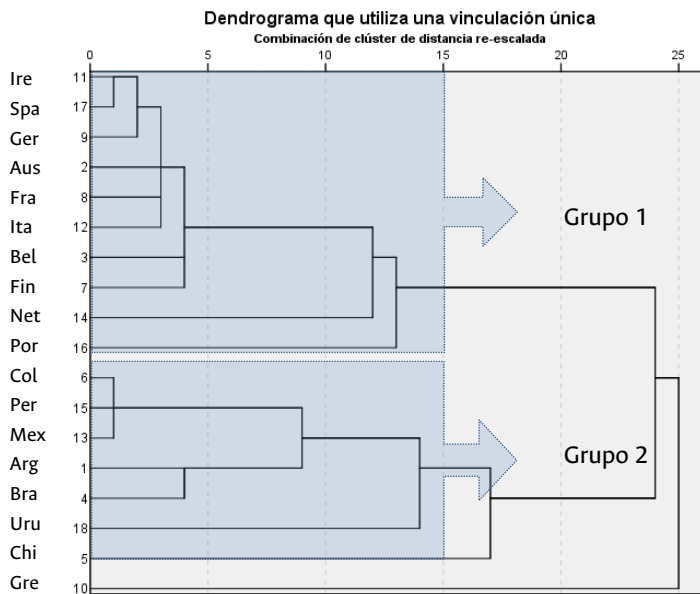 Dendrograma que utiliza una vinculación única
Combinación de clúster de distancia re-escalada
0 5 10 15 20 25
Ire 11
Spa 17
Ger 9
Aus 2
Fra 8
Ita 12
Bel 3
Fin 7
Net 14
Por 16
Col 6
Per 15
Mex 13
Arg 1
Bra 4
Uru 18
Chi 5
Gre 10
Grupo 1
Grupo 2